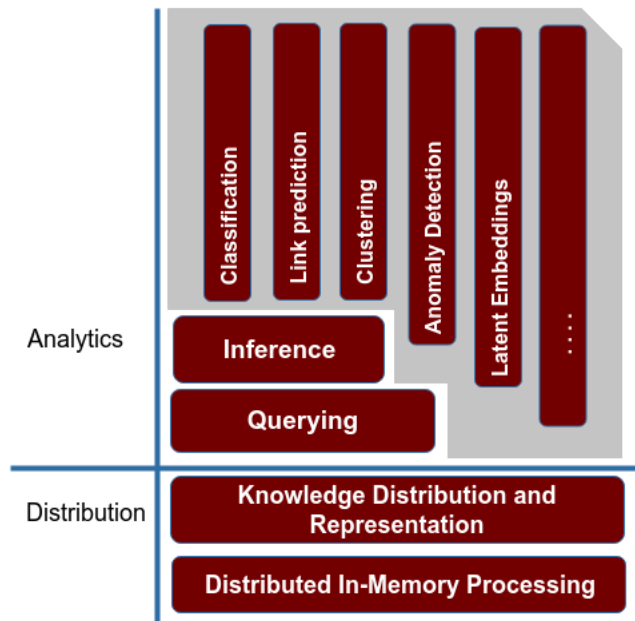 Classification
Link prediction
Clustering
Anomaly Detection
Latent Embeddings
....
Analytics
Inference
Querying
Distribution
Knowledge Distribution and
Representation
Distributed In-Memory Processing